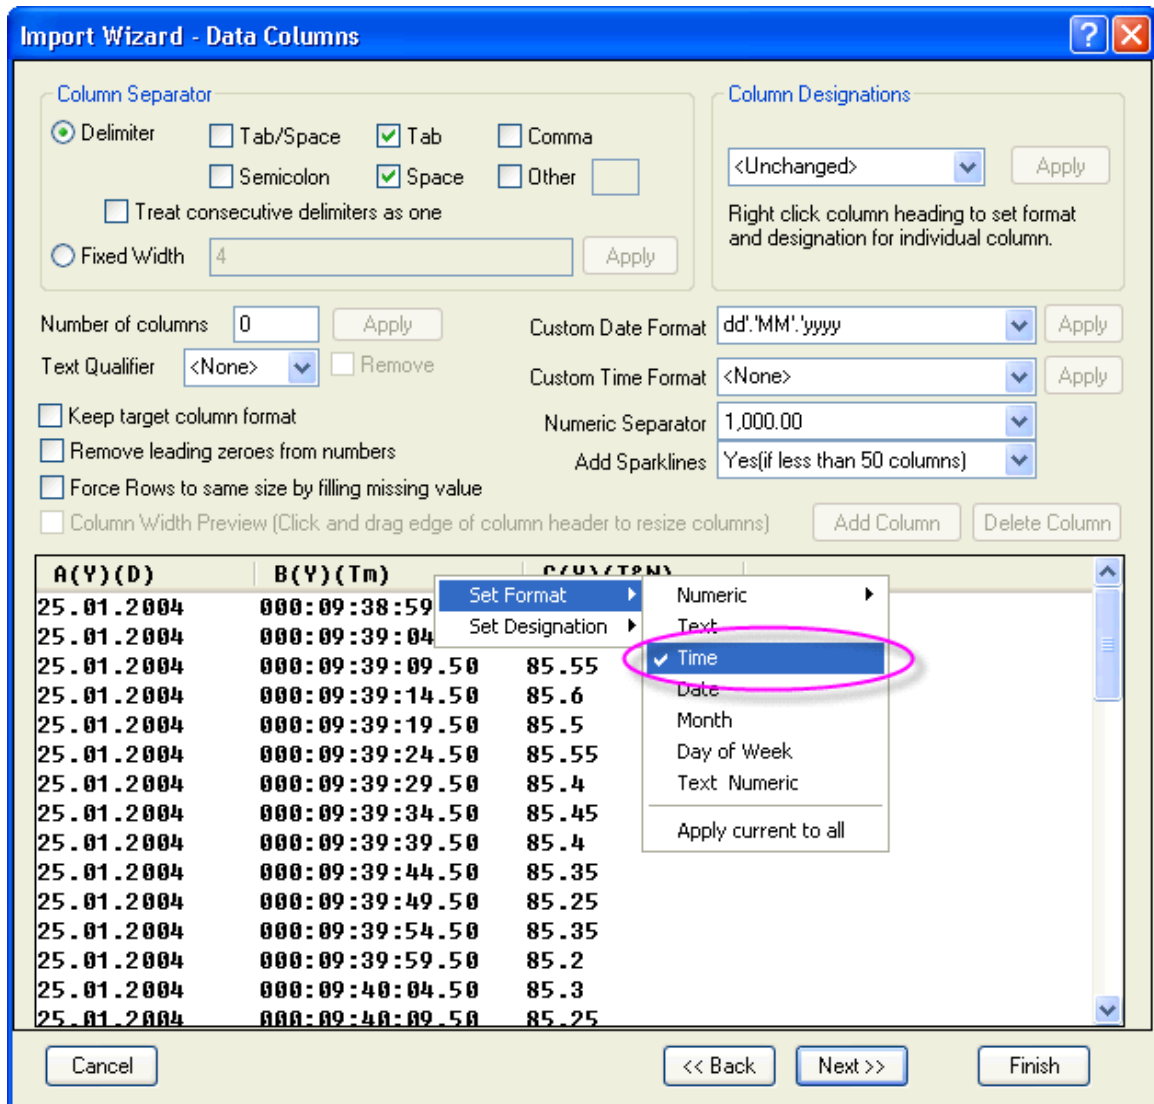 Import Wizard - Data Columns
Column Separator
Delimiter
Tab/Space
Tab
Comma
Semicolon
Space
Other
Treat consecutive delimiters as one
Fixed Width
4
Apply
Column Designations
<Unchanged>
Apply
Right click column heading to set format
and designation for individual column.
Number of columns
0
Apply
Text Qualifier
<None>
Remove
Keep target column format
Remove leading zeroes from numbers
Force Rows to same size by filling missing value
Custom Date Format
dd'.'MM'.'yyyy
Apply
Custom Time Format
<None>
Apply
Numeric Separator
1,000.00
Add Sparklines
Yes(if less than 50 columns)
Column Width Preview (Click and drag edge of column header to resize columns)
Add Column
Delete Column
A(Y)(D) B(Y)(Tm) C(Y)(T&N)
25.01.2004 000:09:38:59
25.01.2004 000:09:39:04
25.01.2004 000:09:39:09.50 85.55
25.01.2004 000:09:39:14.50 85.6
25.01.2004 000:09:39:19.50 85.5
25.01.2004 000:09:39:24.50 85.55
25.01.2004 000:09:39:29.50 85.4
25.01.2004 000:09:39:34.50 85.45
25.01.2004 000:09:39:39.50 85.4
25.01.2004 000:09:39:44.50 85.35
25.01.2004 000:09:39:49.50 85.25
25.01.2004 000:09:39:54.50 85.35
25.01.2004 000:09:39:59.50 85.2
25.01.2004 000:09:40:04.50 85.3
25.01.2004 000:09:40:09.50 85.25
Set Format
Set Designation
Numeric
Text
Time
Date
Month
Day of Week
Text Numeric
Apply current to all
Cancel
<< Back
Next >>
Finish